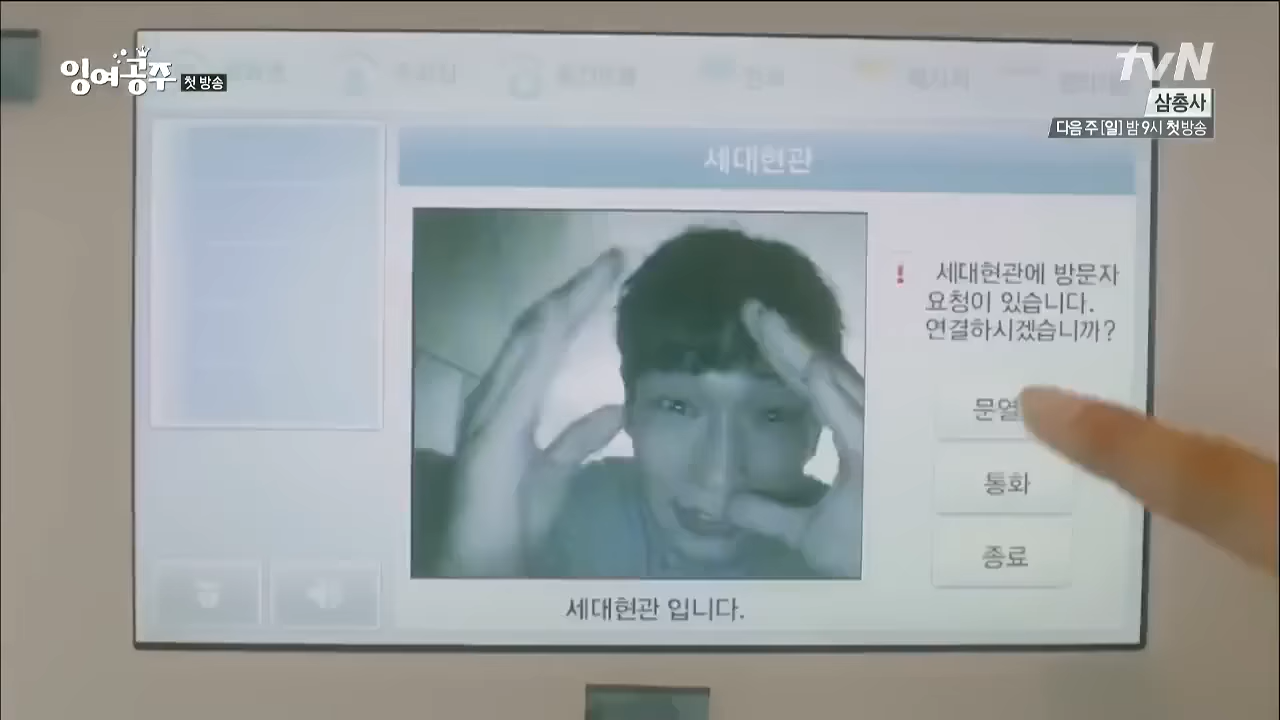 잉여공주 첫 방송
tvN
삼총사
다음 주 [일] 밤 9시 첫방송
세대현관
! 세대현관에 방문자
요청이 있습니다.
연결하시겠습니까?
문열
통화
종료
세대현관 입니다.